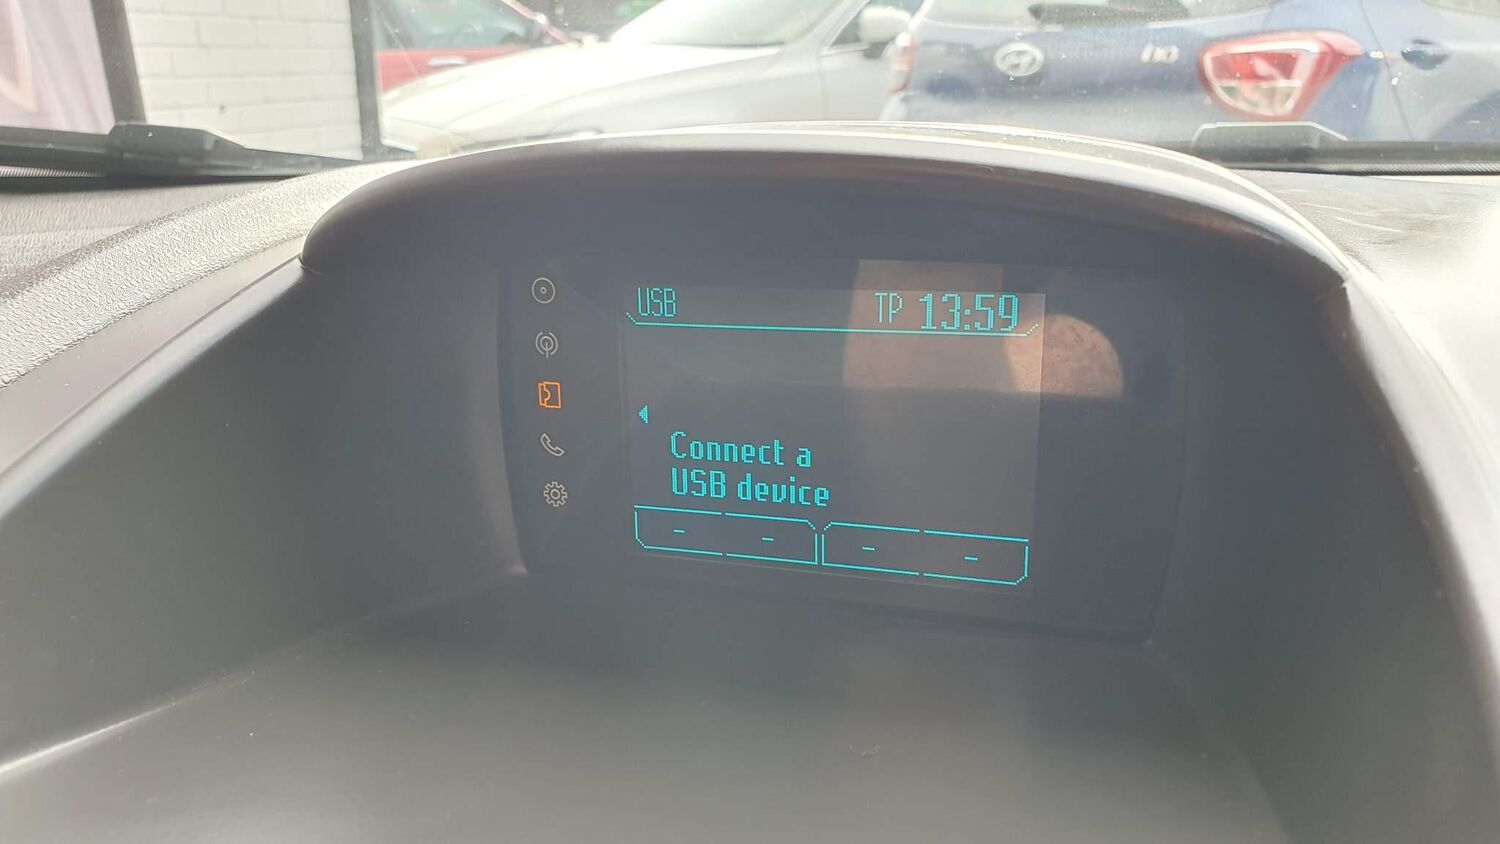 i10
USB TP 13:59
Connect a
USB device
- - - -